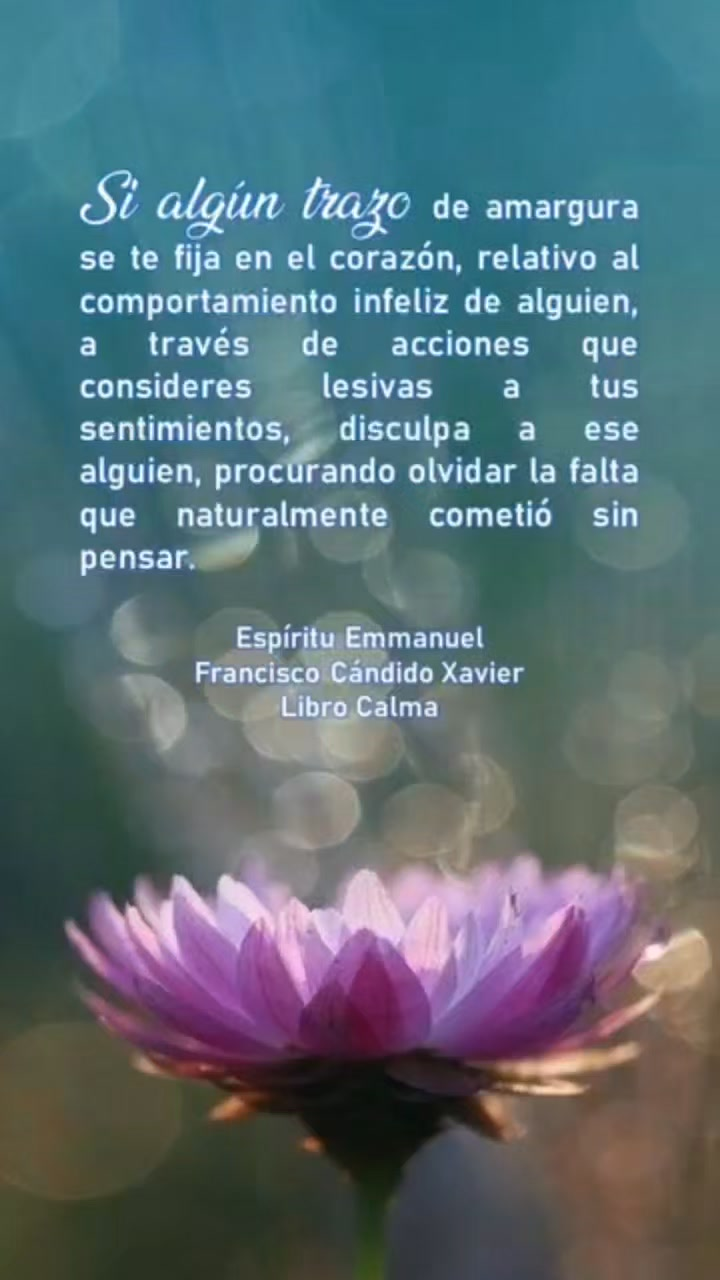 Si algún trazo de amargura
se te fija en el corazón, relativo al
comportamiento infeliz de alguien,
a través de acciones que
consideres lesivas a tus
sentimientos, disculpa a ese
alguien, procurando olvidar la falta
que naturalmente cometió sin
pensar.
Espíritu Emmanuel
Francisco Cándido Xavier
Libro Calma